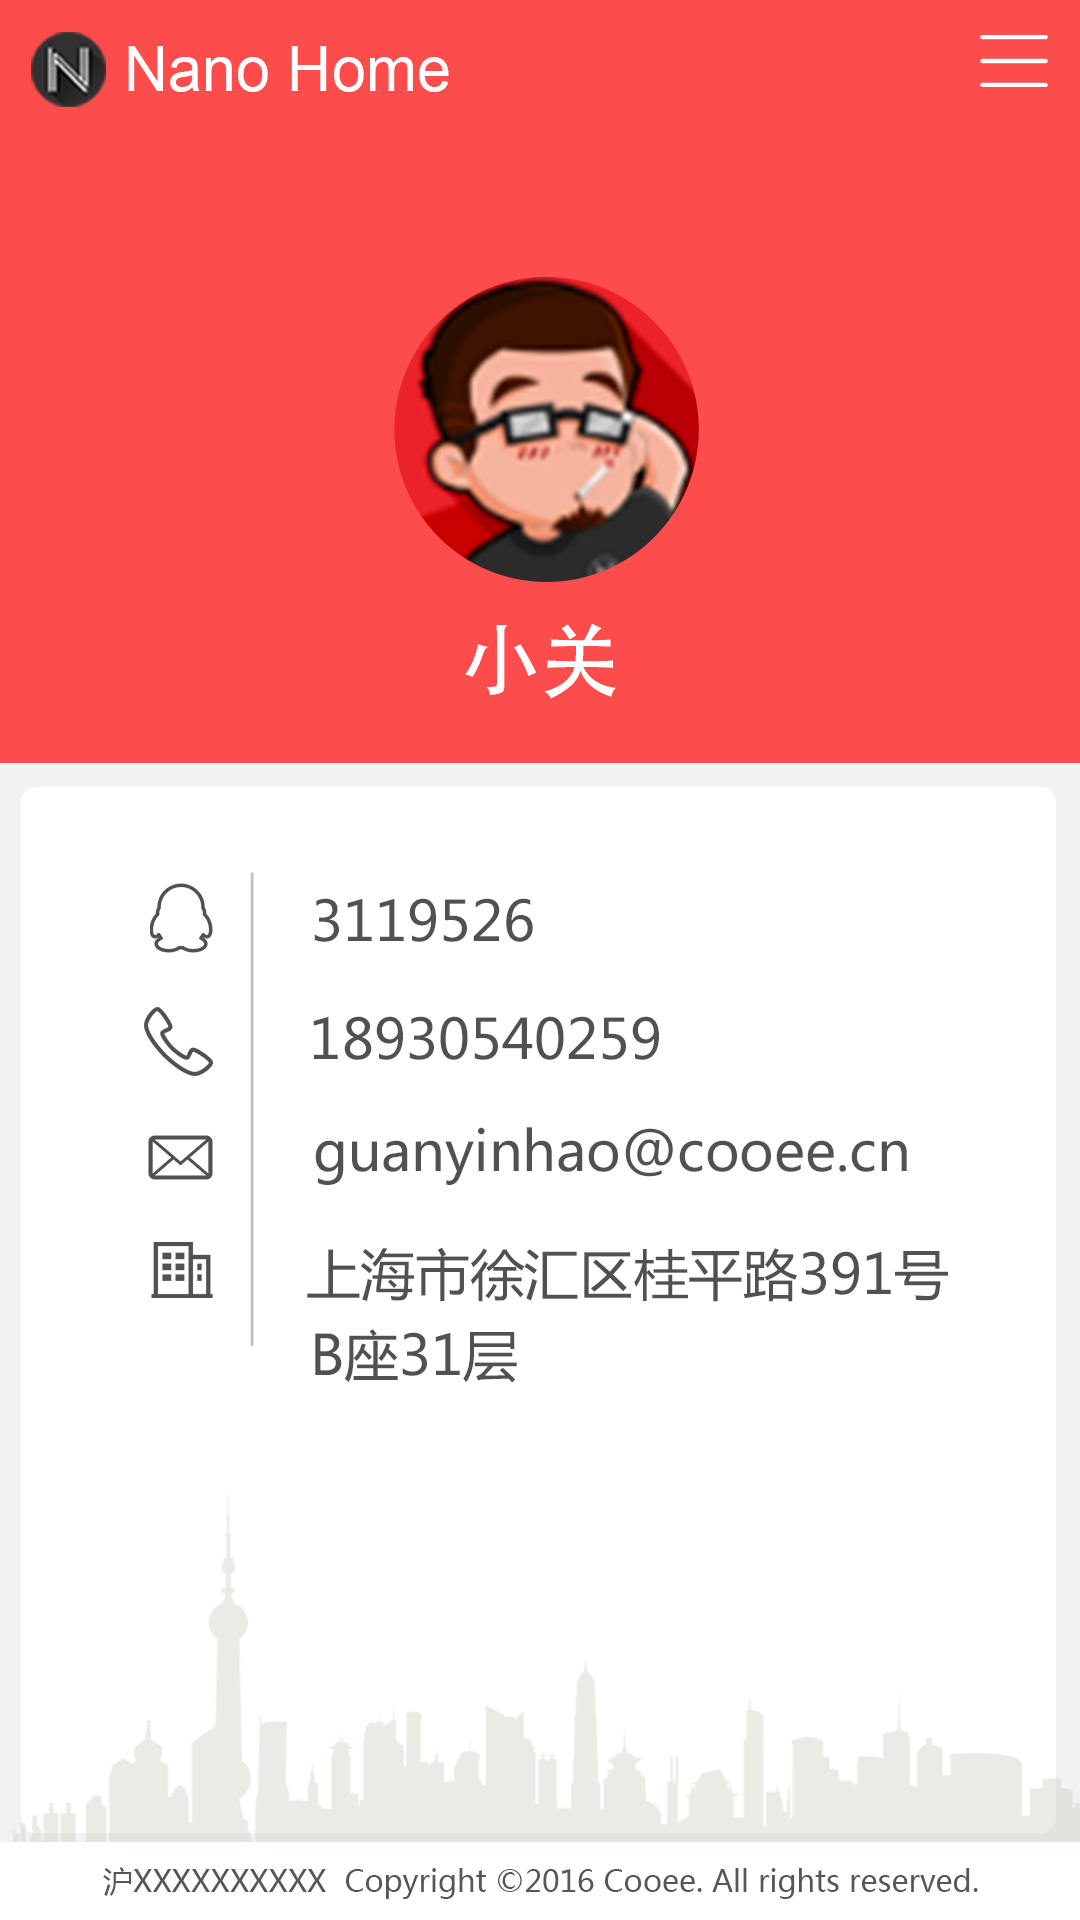 Nano Home
小关
3119526
18930540259
guanyinhao@cooee.cn
上海市徐汇区桂平路391号
B座31层
沪XXXXXXXXXX Copyright ©2016 Cooee. All rights reserved.